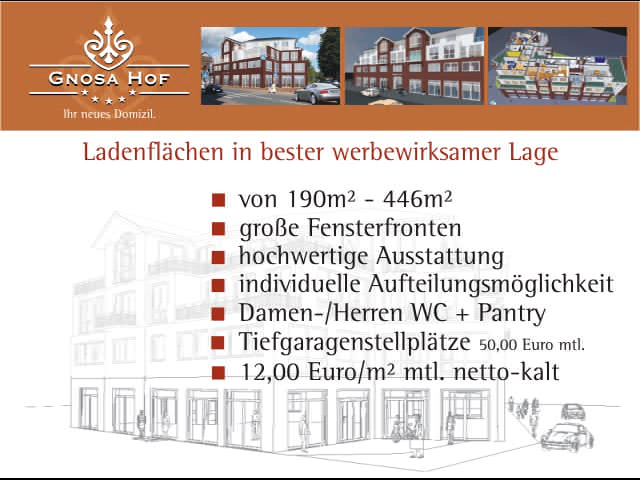 GNOSA HOF
Ihr neues Domizil.
Ladenflächen in bester werbewirksamer Lage
von 190m² - 446m²
große Fensterfronten
hochwertige Ausstattung
individuelle Aufteilungsmöglichkeit
Damen-/Herren WC + Pantry
Tiefgaragenstellplätze 50,00 Euro mtl.
12,00 Euro/m² mtl. netto-kalt